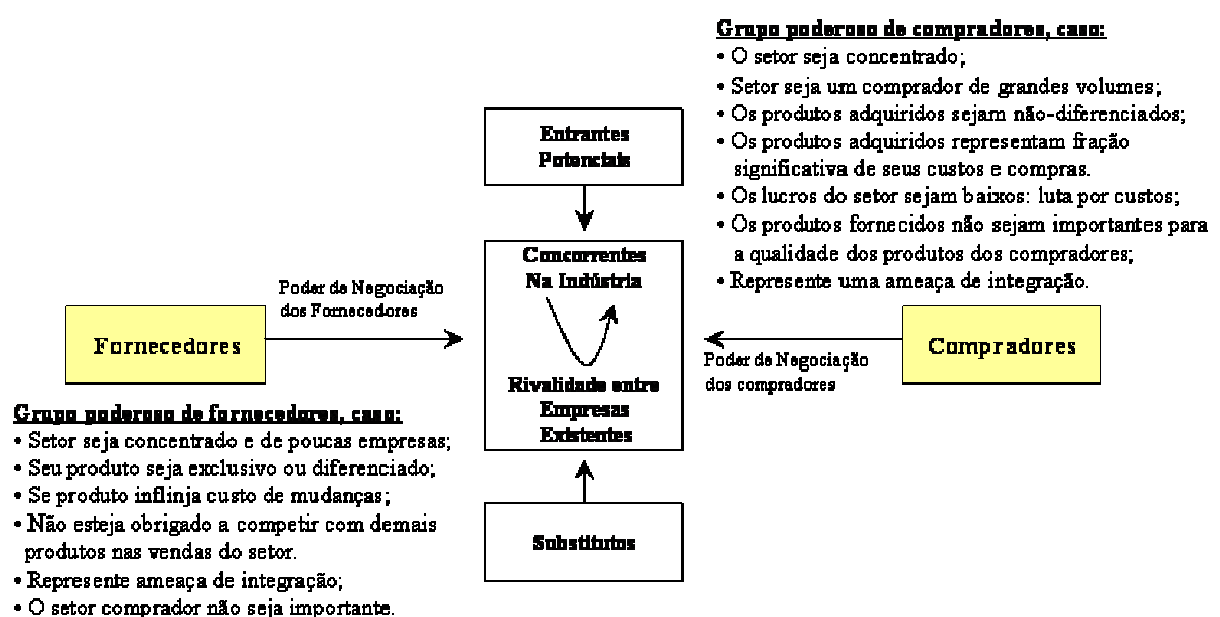 Grupo poderoso de compradores, caso:
• O setor seja concentrado;
• Setor seja um comprador de grandes volumes;
• Os produtos adquiridos sejam não-diferenciados;
• Os produtos adquiridos representam fração
significativa de seus custos e compras.
• Os lucros do setor sejam baixos: luta por custos;
• Os produtos fornecidos não sejam importantes para
a qualidade dos produtos dos compradores;
• Represente uma ameaça de integração.
Entrantes
Potenciais
Concorrentes
Na Indústria
Rivalidade entre
Empresas
Existentes
Poder de Negociação
dos Fornecedores
Fornecedores
Poder de Negociação
dos compradores
Compradores
Grupo poderoso de fornecedores, caso:
• Setor seja concentrado e de poucas empresas;
• Seu produto seja exclusivo ou diferenciado;
• Se produto inflinja custo de mudanças;
• Não esteja obrigado a competir com demais
produtos nas vendas do setor.
• Represente ameaça de integração;
• O setor comprador não seja importante.
Substitutos